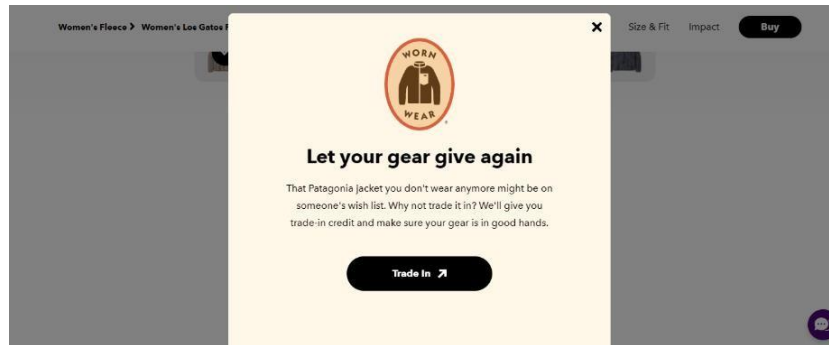 Women's Fleece > Women's Los Gatos
Size & Fit Impact Buy
WORN
WEAR
Let your gear give again
That Patagonia jacket you don't wear anymore might be on
someone's wish list. Why not trade it in? We'll give you
trade-in credit and make sure your gear is in good hands.
Trade In